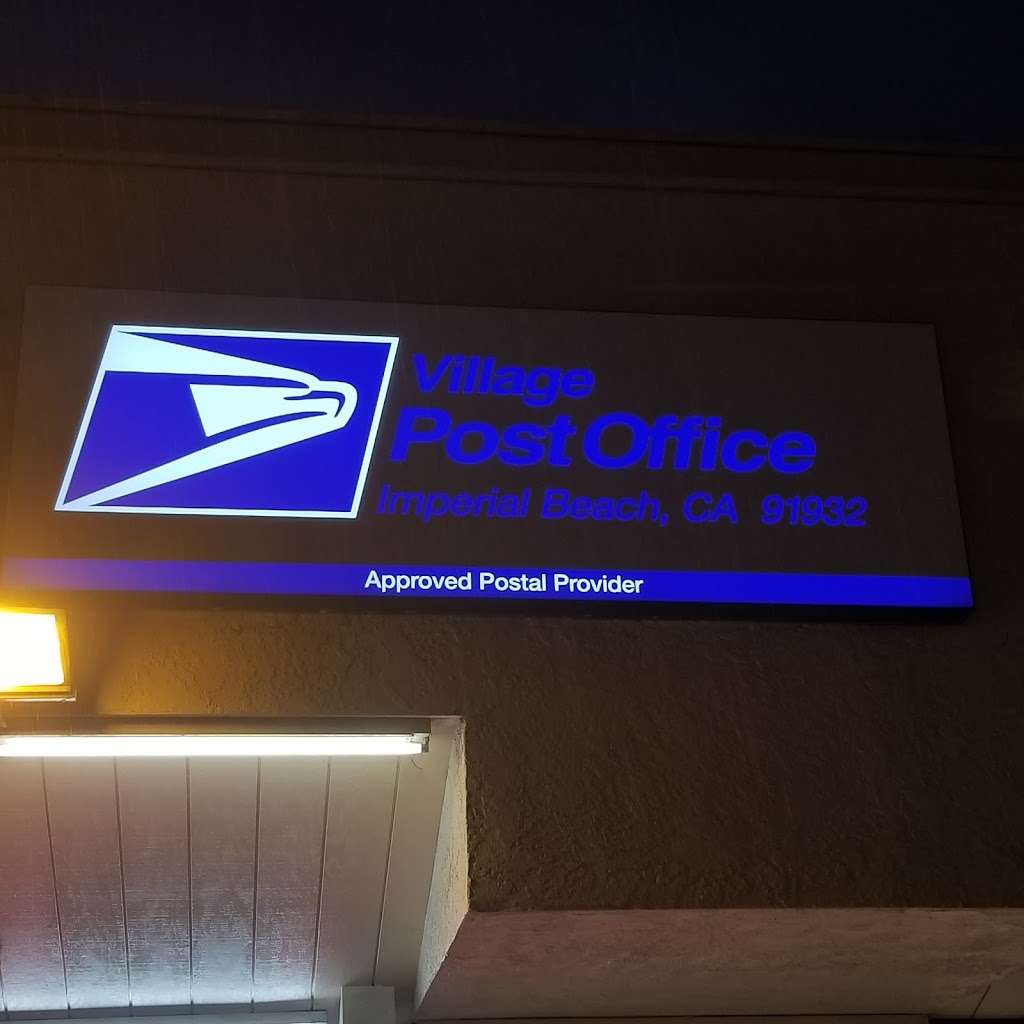 Village
Post Office
Imperial Beach, CA 91932
Approved Postal Provider